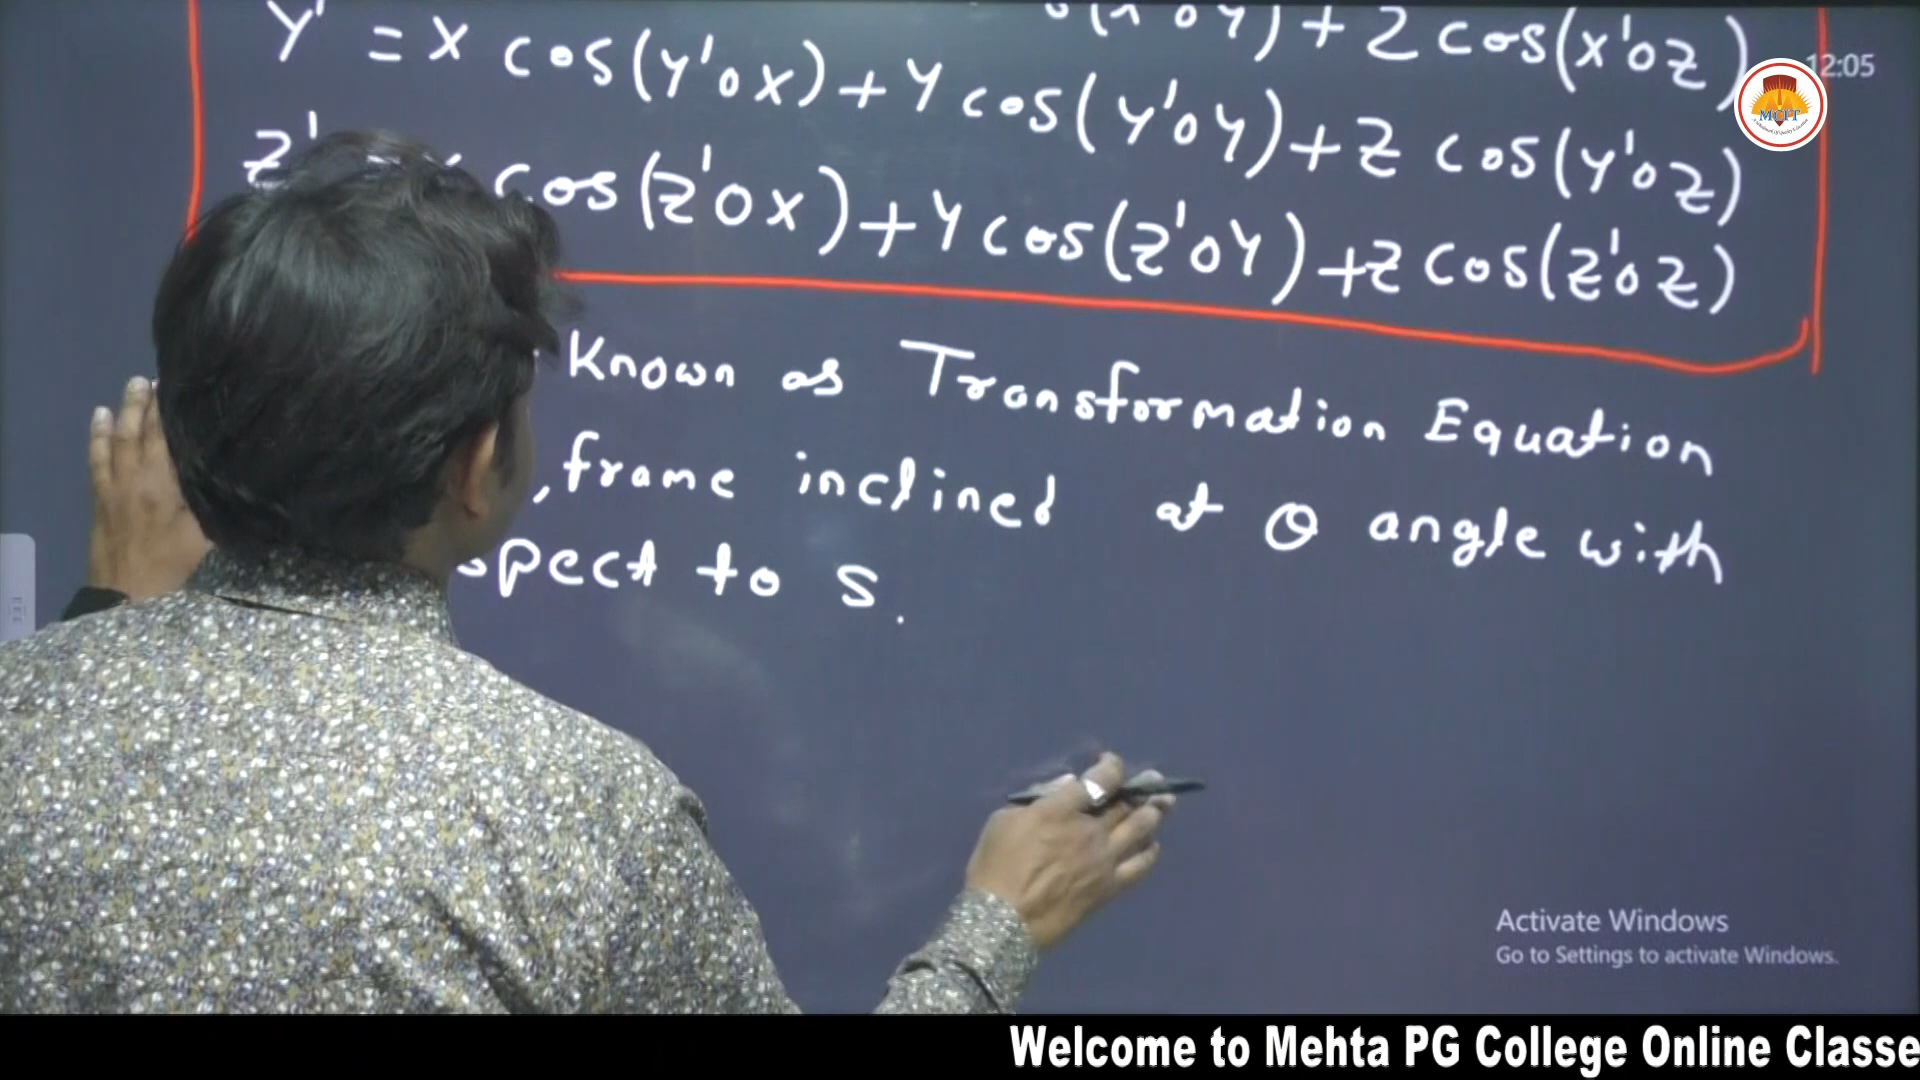 (X'OY) + Z cos(X'OZ)
Y' = X cos(Y'OX) + Y cos(Y'OY) + Z cos(Y'OZ)
Z' cos(Z'OX) + Y cos(Z'OY) + Z cos(Z'OZ)
Known as Transformation Equation
, frame inclined at θ angle with
spect to S.
12:05
MCIT
Activate Windows
Go to Settings to activate Windows.
Welcome to Mehta PG College Online Classe